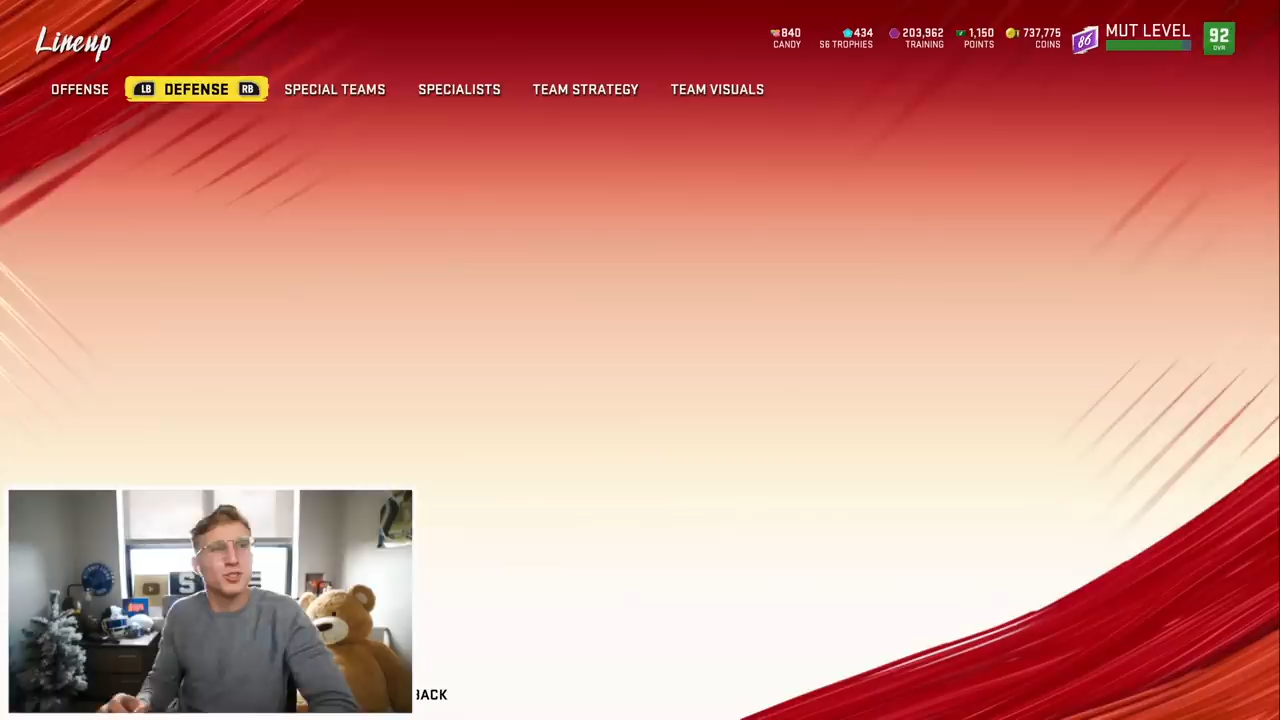 Lineup
840 CANDY
434 S6 TROPHIES
203,962 TRAINING
1,150 POINTS
737,775 COINS
86
MUT LEVEL
92 OVR
OFFENSE LB DEFENSE RB SPECIAL TEAMS SPECIALISTS TEAM STRATEGY TEAM VISUALS
S
BACK